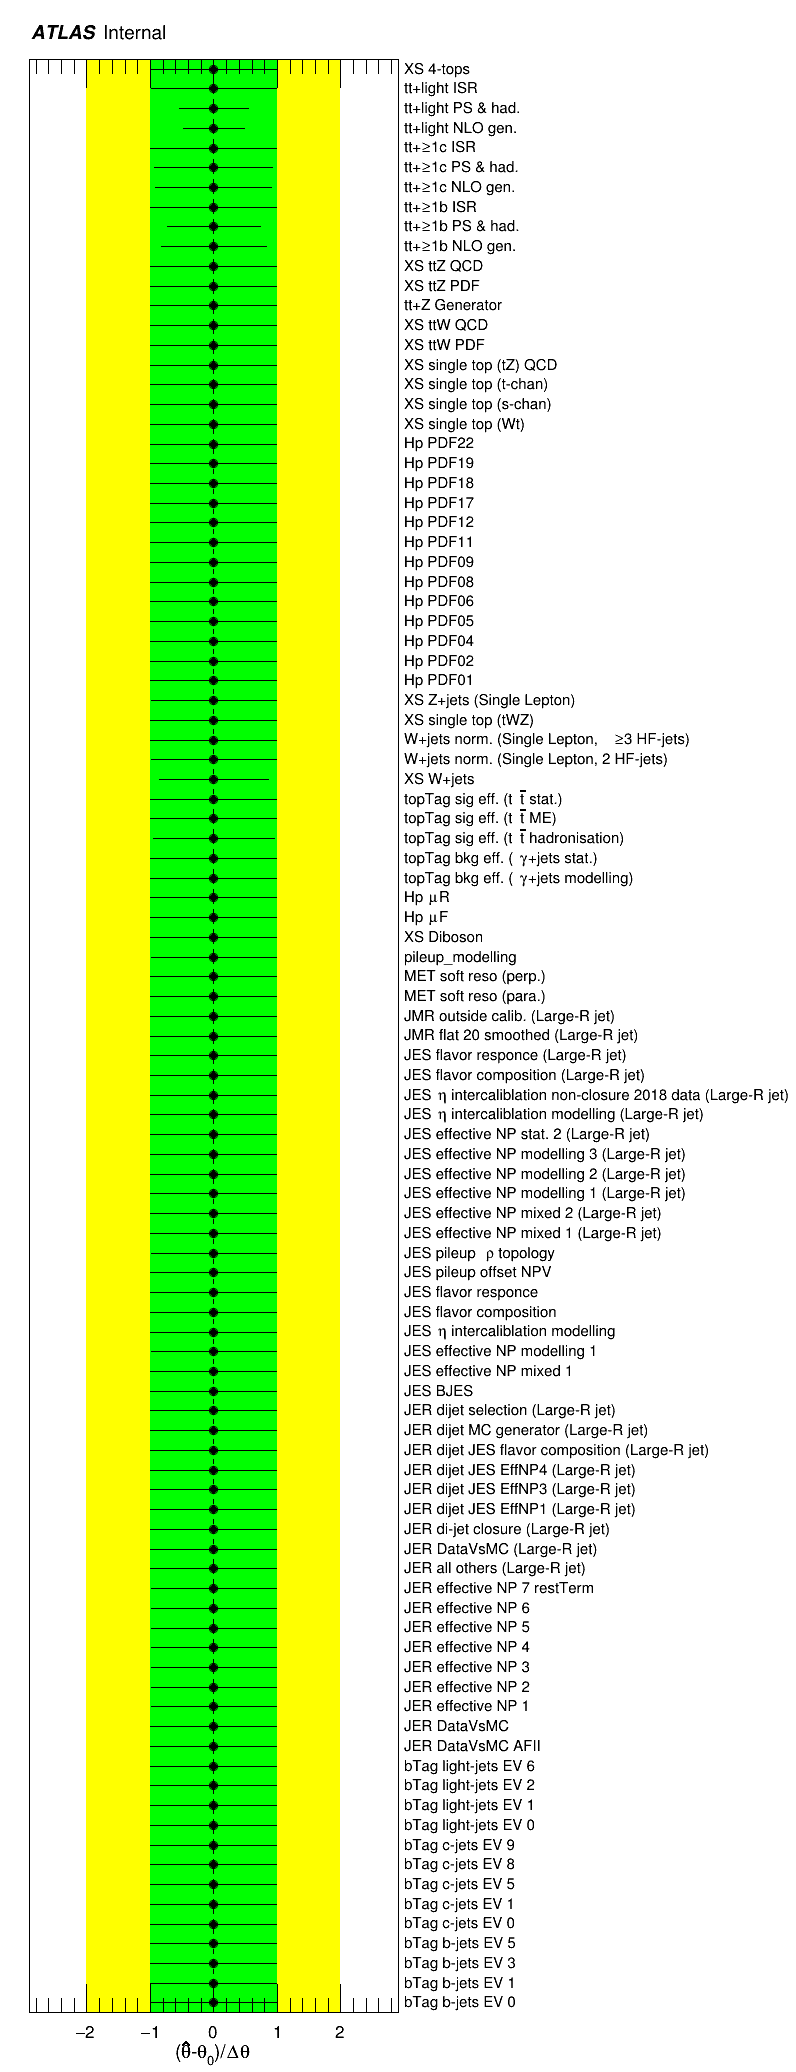 ATLAS Internal
XS 4-tops
tt+light ISR
tt+light PS & had.
tt+light NLO gen.
tt+≥1c ISR
tt+≥1c PS & had.
tt+≥1c NLO gen.
tt+≥1b ISR
tt+≥1b PS & had.
tt+≥1b NLO gen.
XS ttZ QCD
XS ttZ PDF
tt+Z Generator
XS ttW QCD
XS ttW PDF
XS single top (tZ) QCD
XS single top (t-chan)
XS single top (s-chan)
XS single top (Wt)
Hp PDF22
Hp PDF19
Hp PDF18
Hp PDF17
Hp PDF12
Hp PDF11
Hp PDF09
Hp PDF08
Hp PDF06
Hp PDF05
Hp PDF04
Hp PDF02
Hp PDF01
XS Z+jets (Single Lepton)
XS single top (tWZ)
W+jets norm. (Single Lepton, ≥3 HF-jets)
W+jets norm. (Single Lepton, 2 HF-jets)
XS W+jets
topTag sig eff. (t t̅ stat.)
topTag sig eff. (t t̅ ME)
topTag sig eff. (t t̅ hadronisation)
topTag bkg eff. ( γ+jets stat.)
topTag bkg eff. ( γ+jets modelling)
Hp μR
Hp μF
XS Diboson
pileup_modelling
MET soft reso (perp.)
MET soft reso (para.)
JMR outside calib. (Large-R jet)
JMR flat 20 smoothed (Large-R jet)
JES flavor responce (Large-R jet)
JES flavor composition (Large-R jet)
JES η intercaliblation non-closure 2018 data (Large-R jet)
JES η intercaliblation modelling (Large-R jet)
JES effective NP stat. 2 (Large-R jet)
JES effective NP modelling 3 (Large-R jet)
JES effective NP modelling 2 (Large-R jet)
JES effective NP modelling 1 (Large-R jet)
JES effective NP mixed 2 (Large-R jet)
JES effective NP mixed 1 (Large-R jet)
JES pileup ρ topology
JES pileup offset NPV
JES flavor responce
JES flavor composition
JES η intercaliblation modelling
JES effective NP modelling 1
JES effective NP mixed 1
JES BJES
JER dijet selection (Large-R jet)
JER dijet MC generator (Large-R jet)
JER dijet JES flavor composition (Large-R jet)
JER dijet JES EffNP4 (Large-R jet)
JER dijet JES EffNP3 (Large-R jet)
JER dijet JES EffNP1 (Large-R jet)
JER di-jet closure (Large-R jet)
JER DataVsMC (Large-R jet)
JER all others (Large-R jet)
JER effective NP 7 restTerm
JER effective NP 6
JER effective NP 5
JER effective NP 4
JER effective NP 3
JER effective NP 2
JER effective NP 1
JER DataVsMC
JER DataVsMC AFII
bTag light-jets EV 6
bTag light-jets EV 2
bTag light-jets EV 1
bTag light-jets EV 0
bTag c-jets EV 9
bTag c-jets EV 8
bTag c-jets EV 5
bTag c-jets EV 1
bTag c-jets EV 0
bTag b-jets EV 5
bTag b-jets EV 3
bTag b-jets EV 1
bTag b-jets EV 0
−2 −1 0 1 2
(θ̂-θ₀)/Δθ